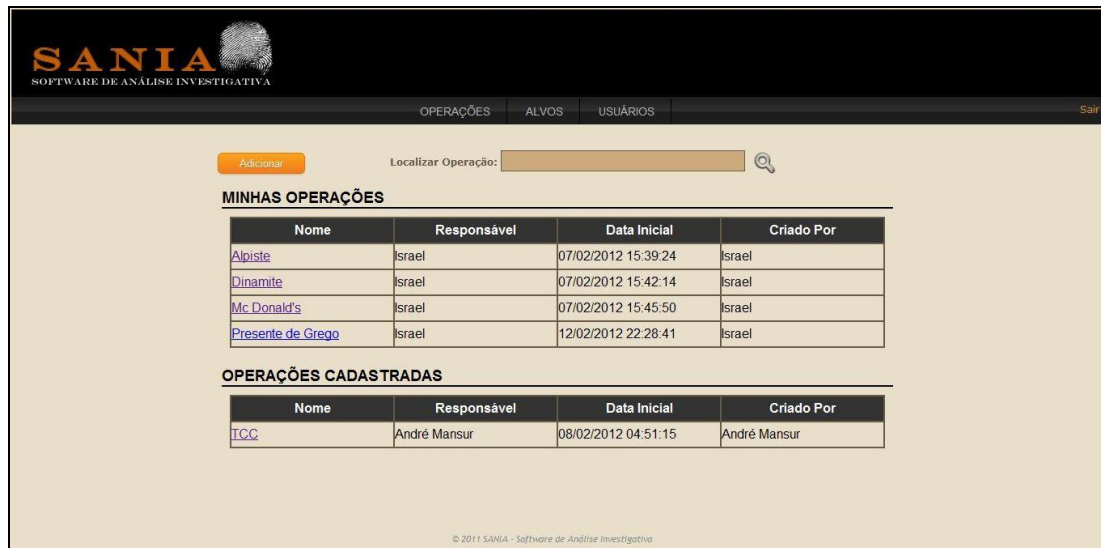 SANIA
SOFTWARE DE ANÁLISE INVESTIGATIVA
OPERAÇÕES ALVOS USUÁRIOS Sair
Adicionar Localizar Operação:
MINHAS OPERAÇÕES
Nome Responsável Data Inicial Criado Por
Alpiste Israel 07/02/2012 15:39:24 Israel
Dinamite Israel 07/02/2012 15:42:14 Israel
Mc Donald's Israel 07/02/2012 15:45:50 Israel
Presente de Grego Israel 12/02/2012 22:28:41 Israel
OPERAÇÕES CADASTRADAS
Nome Responsável Data Inicial Criado Por
TCC André Mansur 08/02/2012 04:51:15 André Mansur
© 2011 SANIA - Software de Análise Investigativa